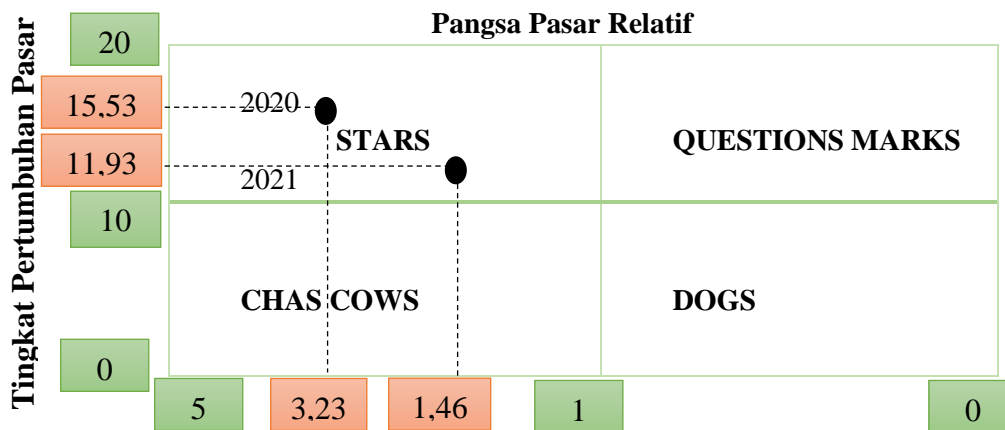 Pangsa Pasar Relatif
Tingkat Pertumbuhan Pasar
20
15,53
2020
STARS
QUESTIONS MARKS
11,93
2021
10
CHAS COWS
DOGS
0
5
3,23
1,46
1
0